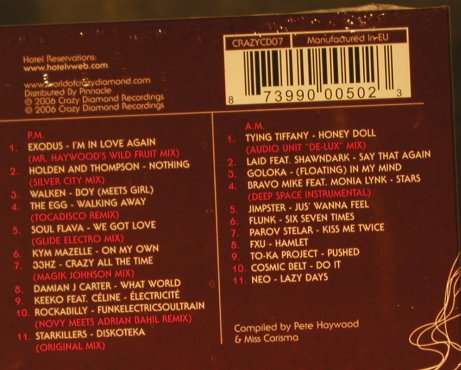 Hotel Reservations:
www.hotelvweb.com
www.worldofcrazydiamond.com
Distributed By Pinnacle
℗ 2006 Crazy Diamond Recordings
© 2006 Crazy Diamond Recordings
CRAZYCD07
Manufactured In EU
8 73990 00502 3
P.M.
1. EXODUS - I'M IN LOVE AGAIN
(MR. HAYWOOD'S WILD FRUIT MIX)
2. HOLDEN AND THOMPSON - NOTHING
(SILVER CITY MIX)
3. WALKEN - BOY (MEETS GIRL)
4. THE EGG - WALKING AWAY
(TOCADISCO REMIX)
5. SOUL FLAVA - WE GOT LOVE
(GLIDE ELECTRO MIX)
6. KYM MAZELLE - ON MY OWN
7. 33HZ - CRAZY ALL THE TIME
(MAGIK JOHNSON MIX)
8. DAMIAN J CARTER - WHAT WORLD
9. KEEKO FEAT. CÉLINE - ÉLECTRICITÉ
10. ROCKABILLY - FUNKELECTRICSOULTRAIN
(NOVY MEETS ADRIAN BAHIL REMIX)
11. STARKILLERS - DISKOTEKA
(ORIGINAL MIX)
A.M.
1. TYING TIFFANY - HONEY DOLL
(AUDIO UNIT "DE-LUX" MIX)
2. LAID FEAT. SHAWNDARK - SAY THAT AGAIN
3. GOLOKA - (FLOATING) IN MY MIND
4. BRAVO MIKE FEAT. MONIA LYNK - STARS
(DEEP SPACE INSTRUMENTAL)
5. JIMPSTER - JUS' WANNA FEEL
6. FLUNK - SIX SEVEN TIMES
7. PAROV STELAR - KISS ME TWICE
8. FXU - HAMLET
9. TO-KA PROJECT - PUSHED
10. COSMIC BELT - DO IT
11. NEO - LAZY DAYS
Compiled by Pete Haywood
& Miss Carisma